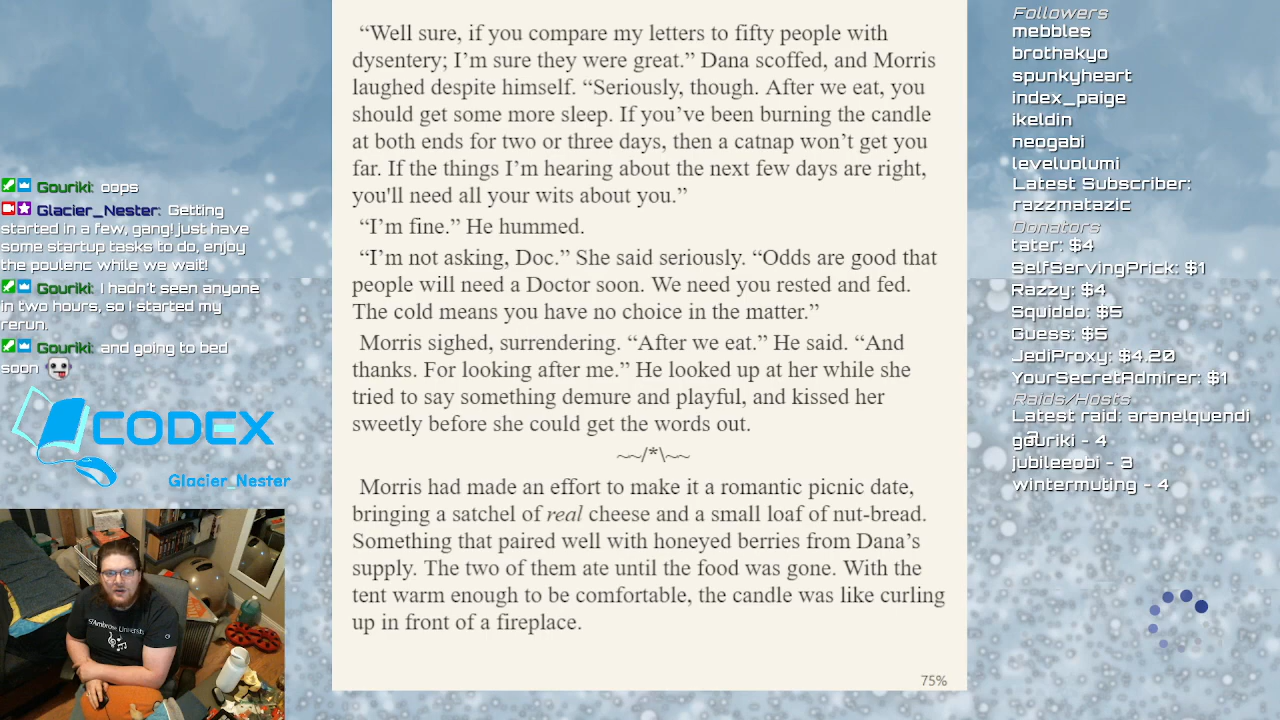 “Well sure, if you compare my letters to fifty people with
dysentery; I’m sure they were great.” Dana scoffed, and Morris
laughed despite himself. “Seriously, though. After we eat, you
should get some more sleep. If you’ve been burning the candle
at both ends for two or three days, then a catnap won’t get you
far. If the things I’m hearing about the next few days are right,
you'll need all your wits about you.”
“I’m fine.” He hummed.
“I’m not asking, Doc.” She said seriously. “Odds are good that
people will need a Doctor soon. We need you rested and fed.
The cold means you have no choice in the matter.”
Morris sighed, surrendering. “After we eat.” He said. “And
thanks. For looking after me.” He looked up at her while she
tried to say something demure and playful, and kissed her
sweetly before she could get the words out.
~~/*\~~
Morris had made an effort to make it a romantic picnic date,
bringing a satchel of real cheese and a small loaf of nut-bread.
Something that paired well with honeyed berries from Dana’s
supply. The two of them ate until the food was gone. With the
tent warm enough to be comfortable, the candle was like curling
up in front of a fireplace.
75%
Gouriki: oops
Glacier_Nester: Getting
started in a few, gang! just have
some startup tasks to do, enjoy
the poulenc while we wait!
Gouriki: I hadn't seen anyone
in two hours, so I started my
rerun.
Gouriki: and going to bed
soon
CODEX
Glacier_Nester
St Ambrose University
Followers
mebbles
brothakyo
spunkyheart
index_paige
ikeldin
neogabi
leveluplumi
Latest Subscriber:
razzmatazic
Donators
tater: $4
SelfServingPrick: $1
Razzy: $4
Squiddo: $5
Guess: $5
JediProxy: $4.20
YourSecretAdmirer: $1
Raids/Hosts
Latest raid: aranelquendi
gouriki - 4
jubileepbi - 3
wintermuting - 4